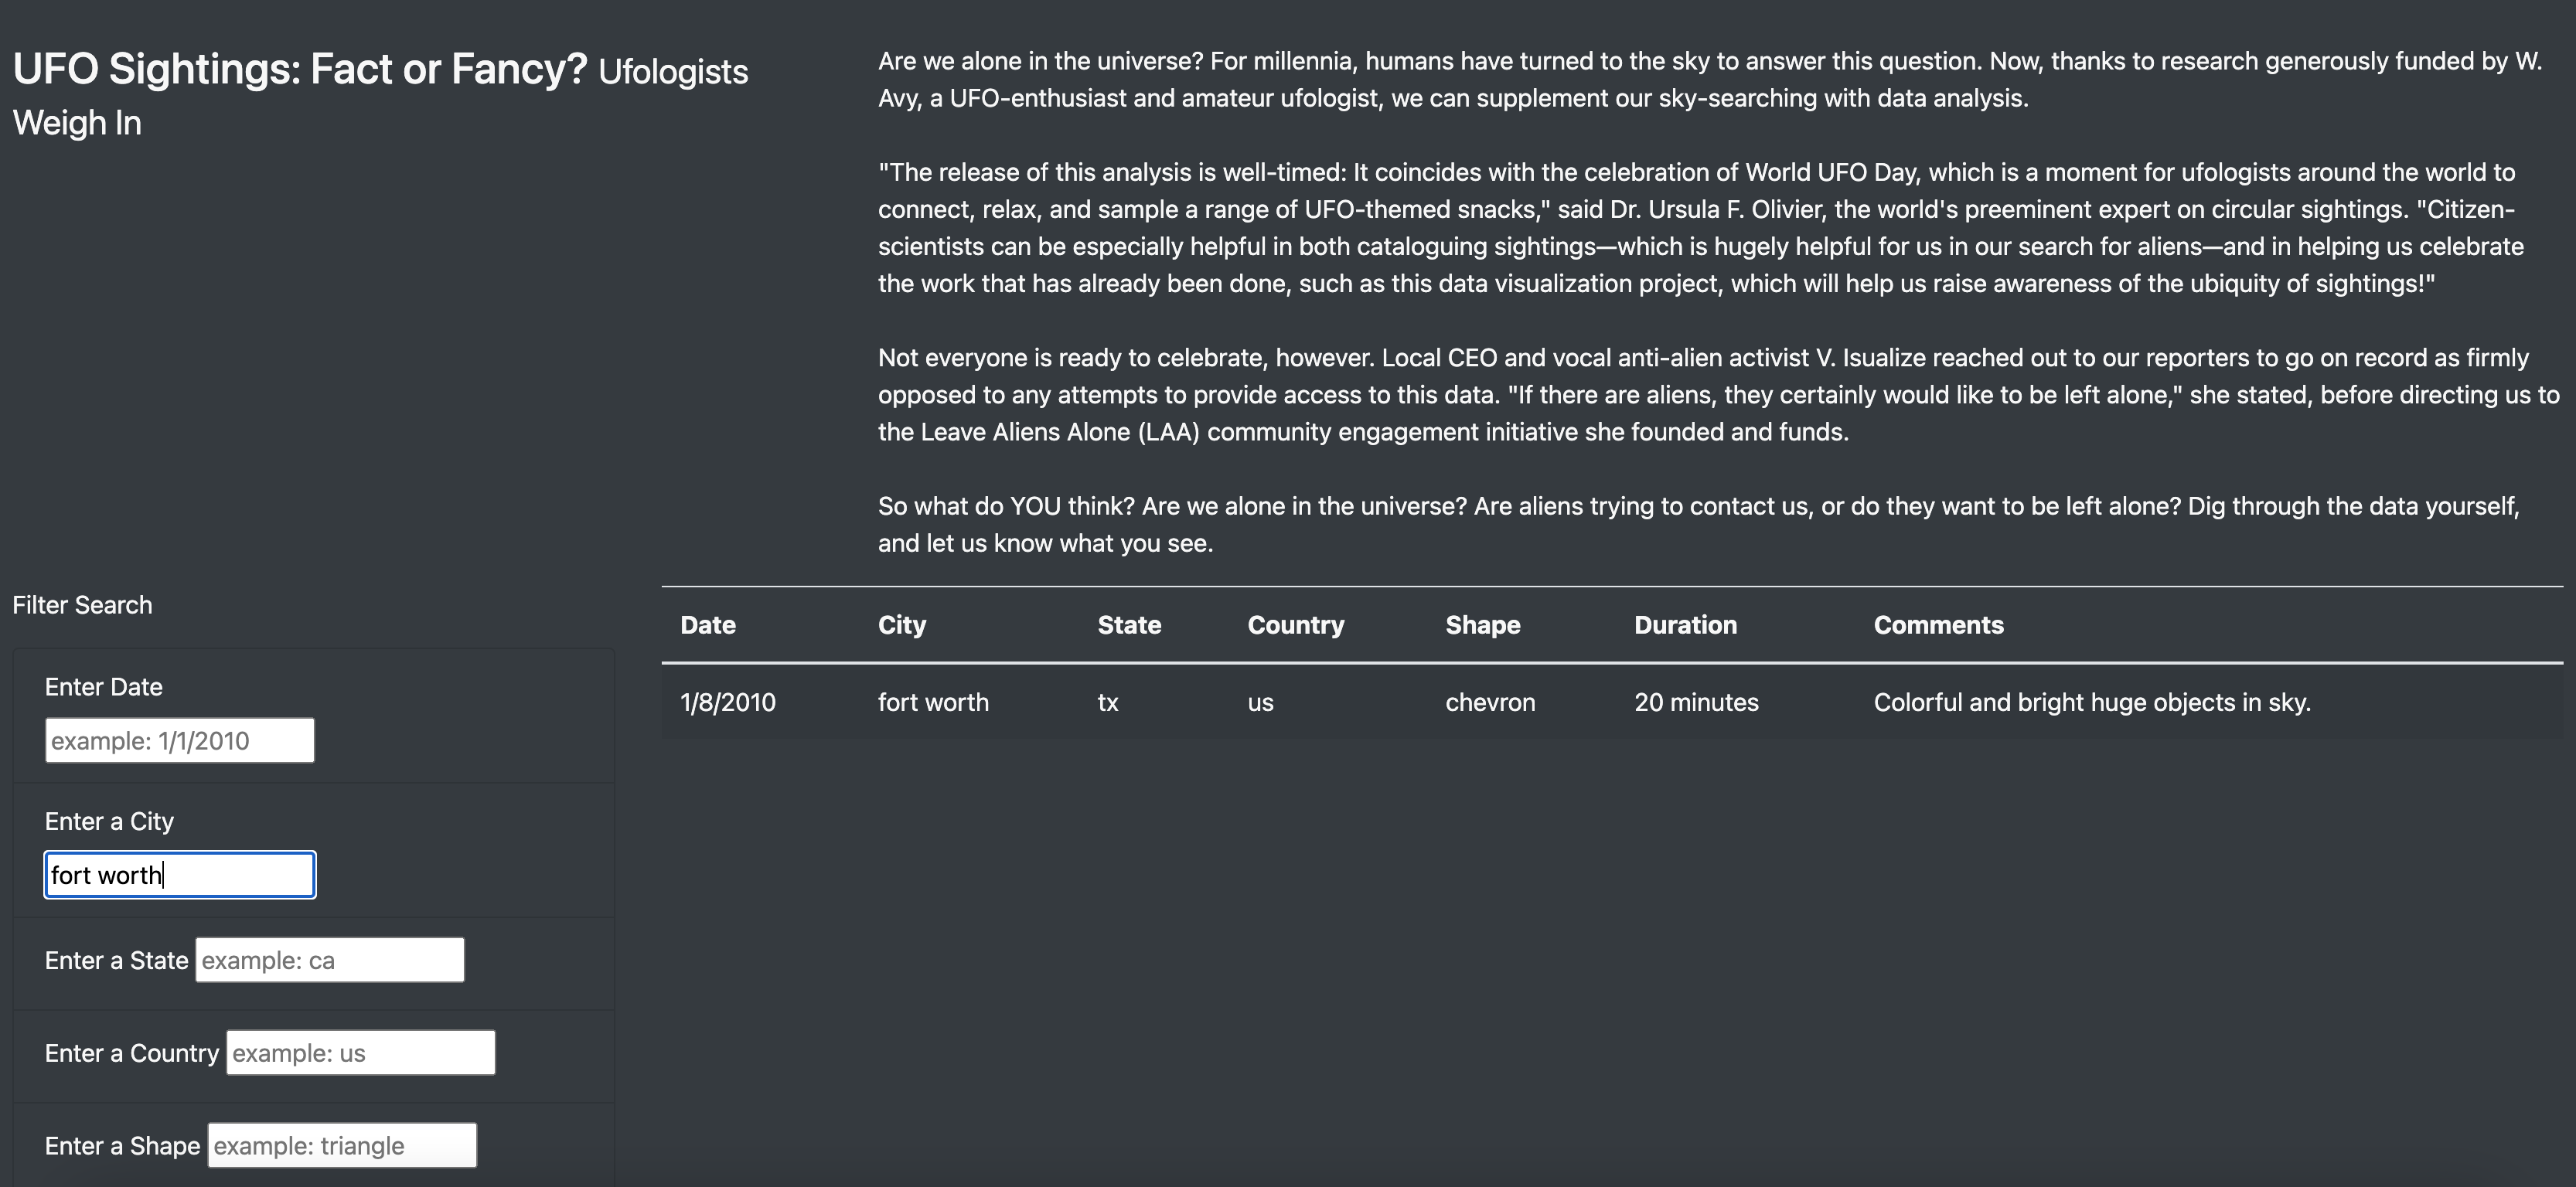 UFO Sightings: Fact or Fancy? Ufologists
Weigh In
Are we alone in the universe? For millennia, humans have turned to the sky to answer this question. Now, thanks to research generously funded by W.
Avy, a UFO-enthusiast and amateur ufologist, we can supplement our sky-searching with data analysis.
"The release of this analysis is well-timed: It coincides with the celebration of World UFO Day, which is a moment for ufologists around the world to
connect, relax, and sample a range of UFO-themed snacks," said Dr. Ursula F. Olivier, the world's preeminent expert on circular sightings. "Citizen-
scientists can be especially helpful in both cataloguing sightings—which is hugely helpful for us in our search for aliens—and in helping us celebrate
the work that has already been done, such as this data visualization project, which will help us raise awareness of the ubiquity of sightings!"
Not everyone is ready to celebrate, however. Local CEO and vocal anti-alien activist V. Isualize reached out to our reporters to go on record as firmly
opposed to any attempts to provide access to this data. "If there are aliens, they certainly would like to be left alone," she stated, before directing us to
the Leave Aliens Alone (LAA) community engagement initiative she founded and funds.
So what do YOU think? Are we alone in the universe? Are aliens trying to contact us, or do they want to be left alone? Dig through the data yourself,
and let us know what you see.
Filter Search
Enter Date
example: 1/1/2010
Enter a City
fort worth
Enter a State example: ca
Enter a Country example: us
Enter a Shape example: triangle
Date City State Country Shape Duration Comments
1/8/2010 fort worth tx us chevron 20 minutes Colorful and bright huge objects in sky.